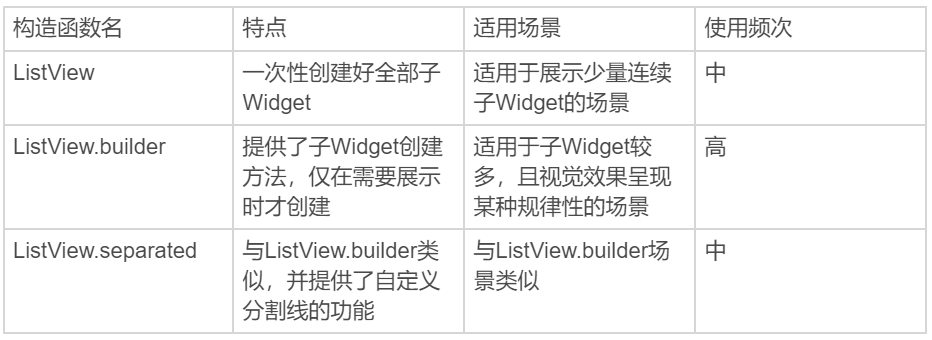 构造函数名
特点
适用场景
使用频次
ListView
一次性创建好全部子
Widget
适用于展示少量连续
子Widget的场景
中
ListView.builder
提供了子Widget创建
方法，仅在需要展示
时才创建
适用于子Widget较
多，且视觉效果呈现
某种规律性的场景
高
ListView.separated
与ListView.builder类
似，并提供了自定义
分割线的功能
与ListView.builder场
景类似
中